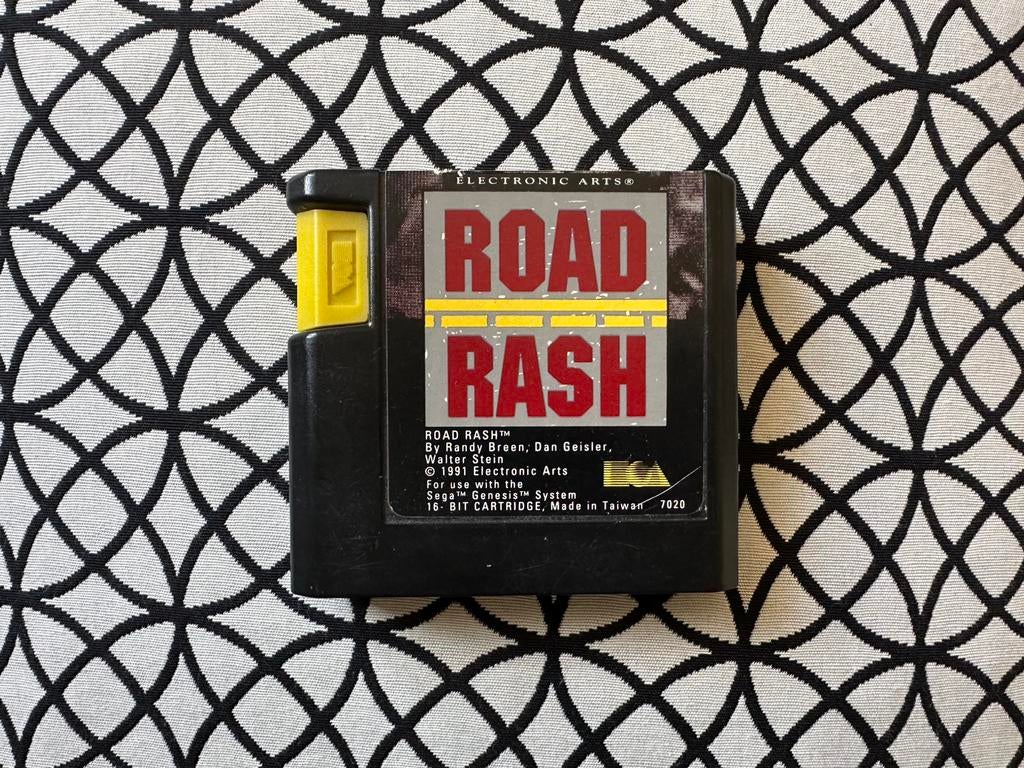 ELECTRONIC ARTS®
ROAD
RASH
ROAD RASH™
By Randy Breen, Dan Geisler,
Walter Stein
© 1991 Electronic Arts
EA
For use with the
Sega™ Genesis™ System
16- BIT CARTRIDGE, Made in Taiwan 7020